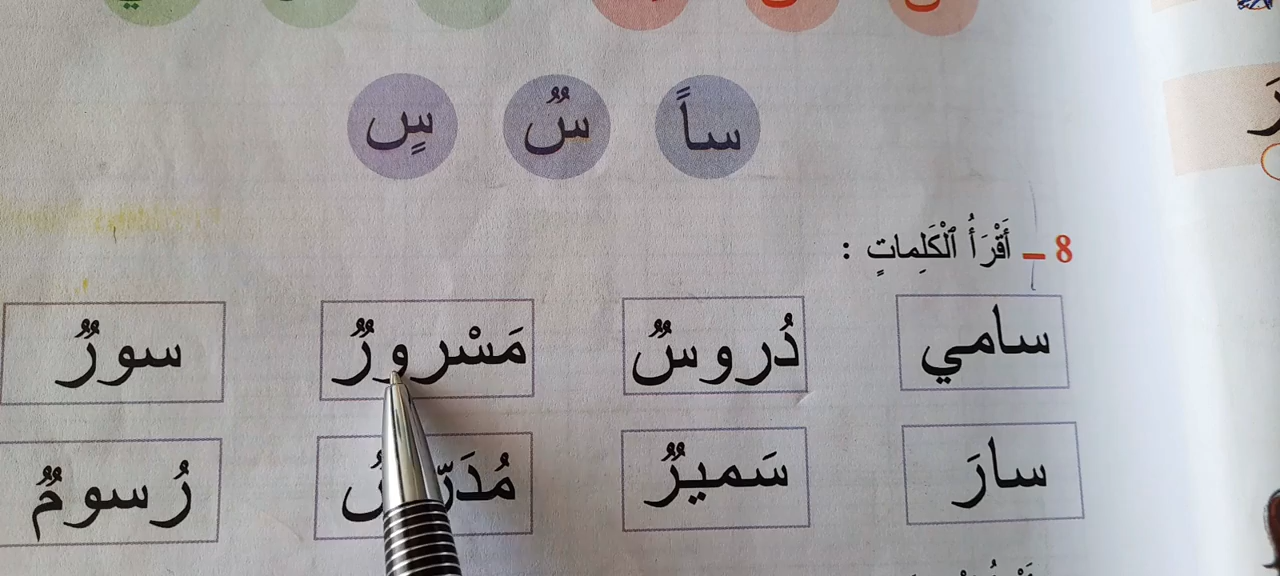 ساً سٌ سٍ
8 – أَقْرَأُ ٱلْكَلِماتٍ :
سامي دُروسٌ مَسْرورٌ سورٌ
سارَ سَميرٌ رُسومٌ